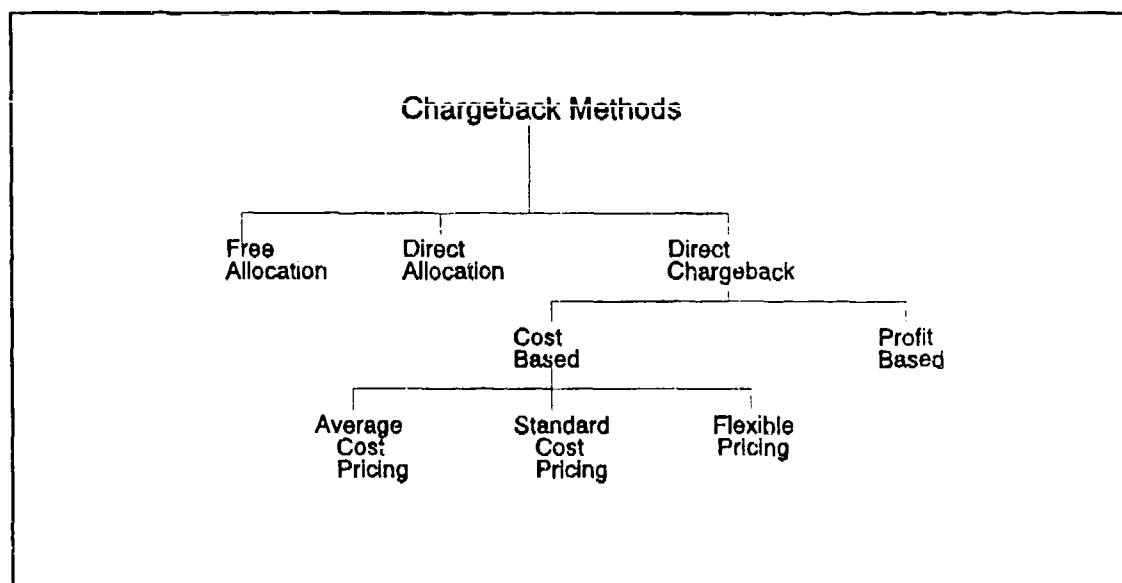 Chargeback Methods
Free
Allocation
Direct
Allocation
Direct
Chargeback
Cost
Based
Profit
Based
Average
Cost
Pricing
Standard
Cost
Pricing
Flexible
Pricing